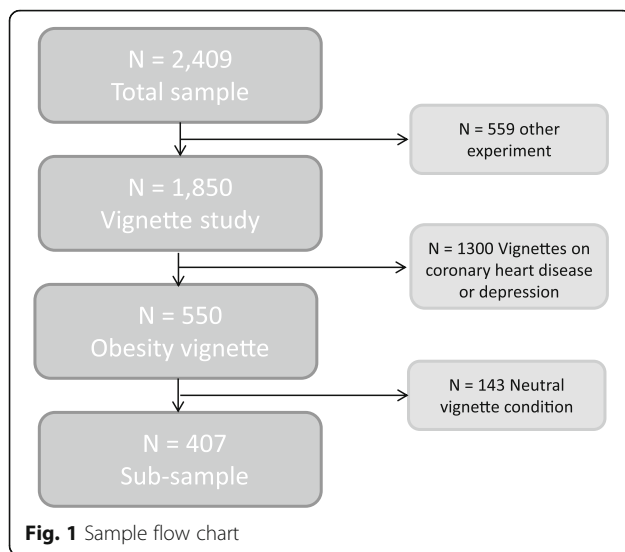 N = 2,409
Total sample
N = 559 other
experiment
N = 1,850
Vignette study
N = 1300 Vignettes on
coronary heart disease
or depression
N = 550
Obesity vignette
N = 143 Neutral
vignette condition
N = 407
Sub-sample
Fig. 1 Sample flow chart